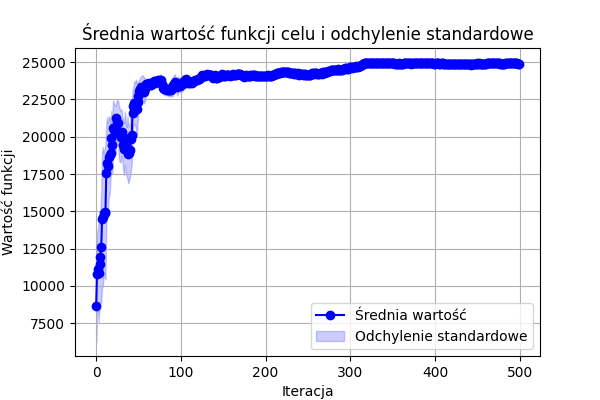 Średnia wartość funkcji celu i odchylenie standardowe
25000
22500
20000
17500
15000
12500
10000
7500
Wartość funkcji
Średnia wartość
Odchylenie standardowe
0 100 200 300 400 500
Iteracja